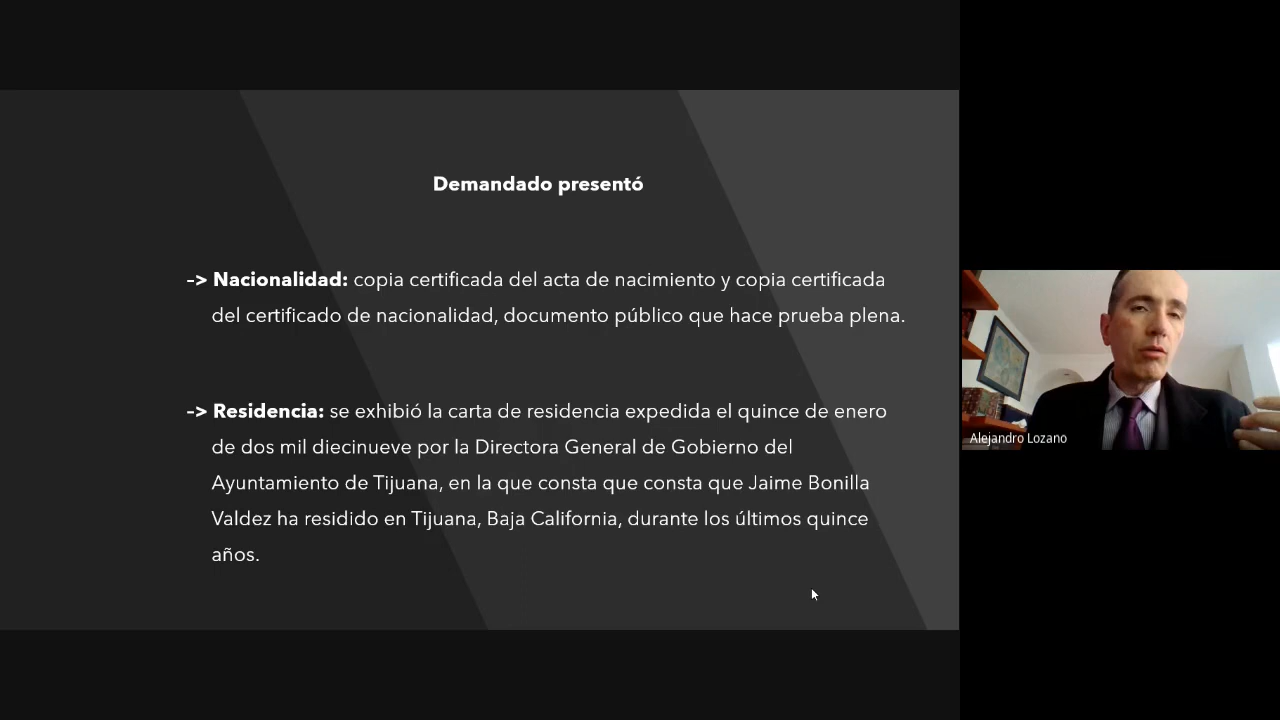 Demandado presentó
–> Nacionalidad: copia certificada del acta de nacimiento y copia certificada
del certificado de nacionalidad, documento público que hace prueba plena.
–> Residencia: se exhibió la carta de residencia expedida el quince de enero
de dos mil diecinueve por la Directora General de Gobierno del
Ayuntamiento de Tijuana, en la que consta que consta que Jaime Bonilla
Valdez ha residido en Tijuana, Baja California, durante los últimos quince
años.
Alejandro Lozano